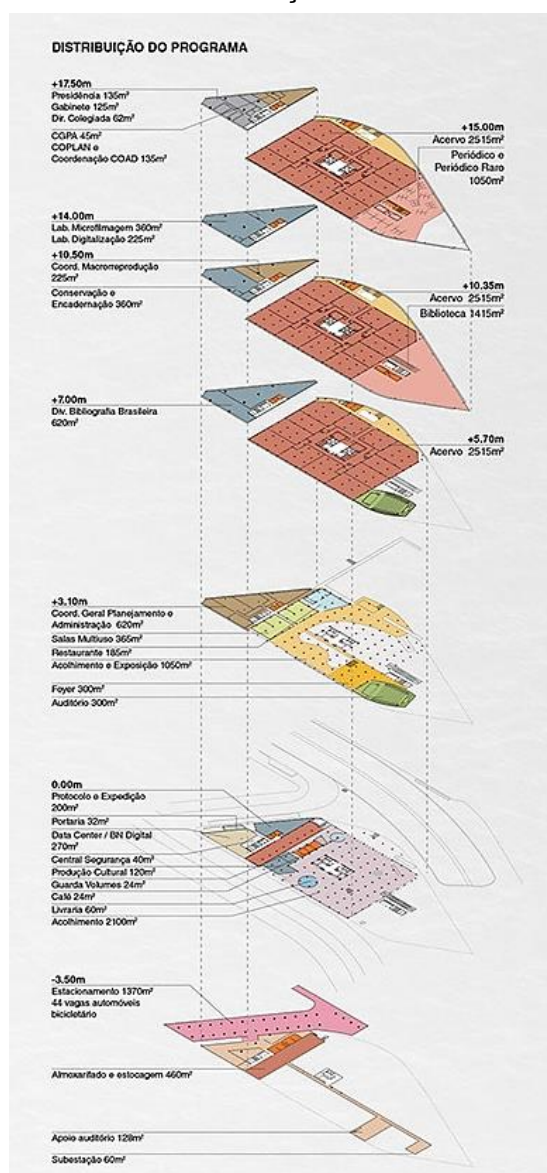 DISTRIBUIÇÃO DO PROGRAMA
+17.50m
Presidência 135m²
Gabinete 125m²
Dir. Colegiada 62m²
CGPA 45m²
COPLAN e
Coordenação COAD 135m²
+15.00m
Acervo 2515m²
Periódico e
Periódico Raro
1050m²
+14.00m
Lab. Microfilmagem 360m²
Lab. Digitalização 225m²
+10.50m
Coord. Macrorreprodução
225m²
Conservação e
Encadernação 360m²
+10.35m
Acervo 2515m²
Biblioteca 1415m²
+7.00m
Div. Bibliografia Brasileira
620m²
+5.70m
Acervo 2515m²
+3.10m
Coord. Geral Planejamento e
Administração 620m²
Salas Multiuso 365m²
Restaurante 185m²
Acolhimento e Exposição 1050m²
Foyer 300m²
Auditório 300m²
0.00m
Protocolo e Expedição
200m²
Portaria 32m²
Data Center / BN Digital
270m²
Central Segurança 40m²
Produção Cultural 120m²
Guarda Volumes 24m²
Café 24m²
Livraria 60m²
Acolhimento 2100m²
-3.50m
Estacionamento 1370m²
44 vagas automóveis
bicicletário
Almoxarifado e estocagem 460m²
Apoio auditório 128m²
Subestação 60m²